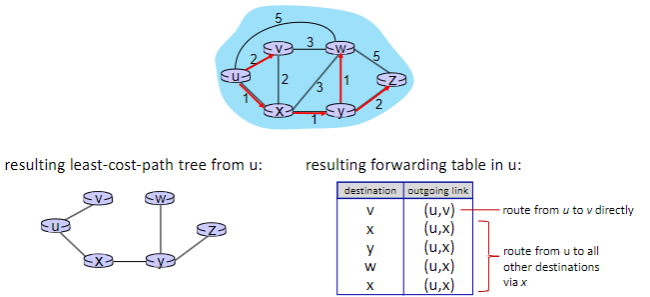 5
v
3
w
2
5
u
2
3
1
z
1
x
y
2
1
resulting least-cost-path tree from u:
resulting forwarding table in u:
v
w
u
z
x
y
destination outgoing link
v (u,v)
x (u,x)
y (u,x)
w (u,x)
x (u,x)
route from u to v directly
route from u to all
other destinations
via x